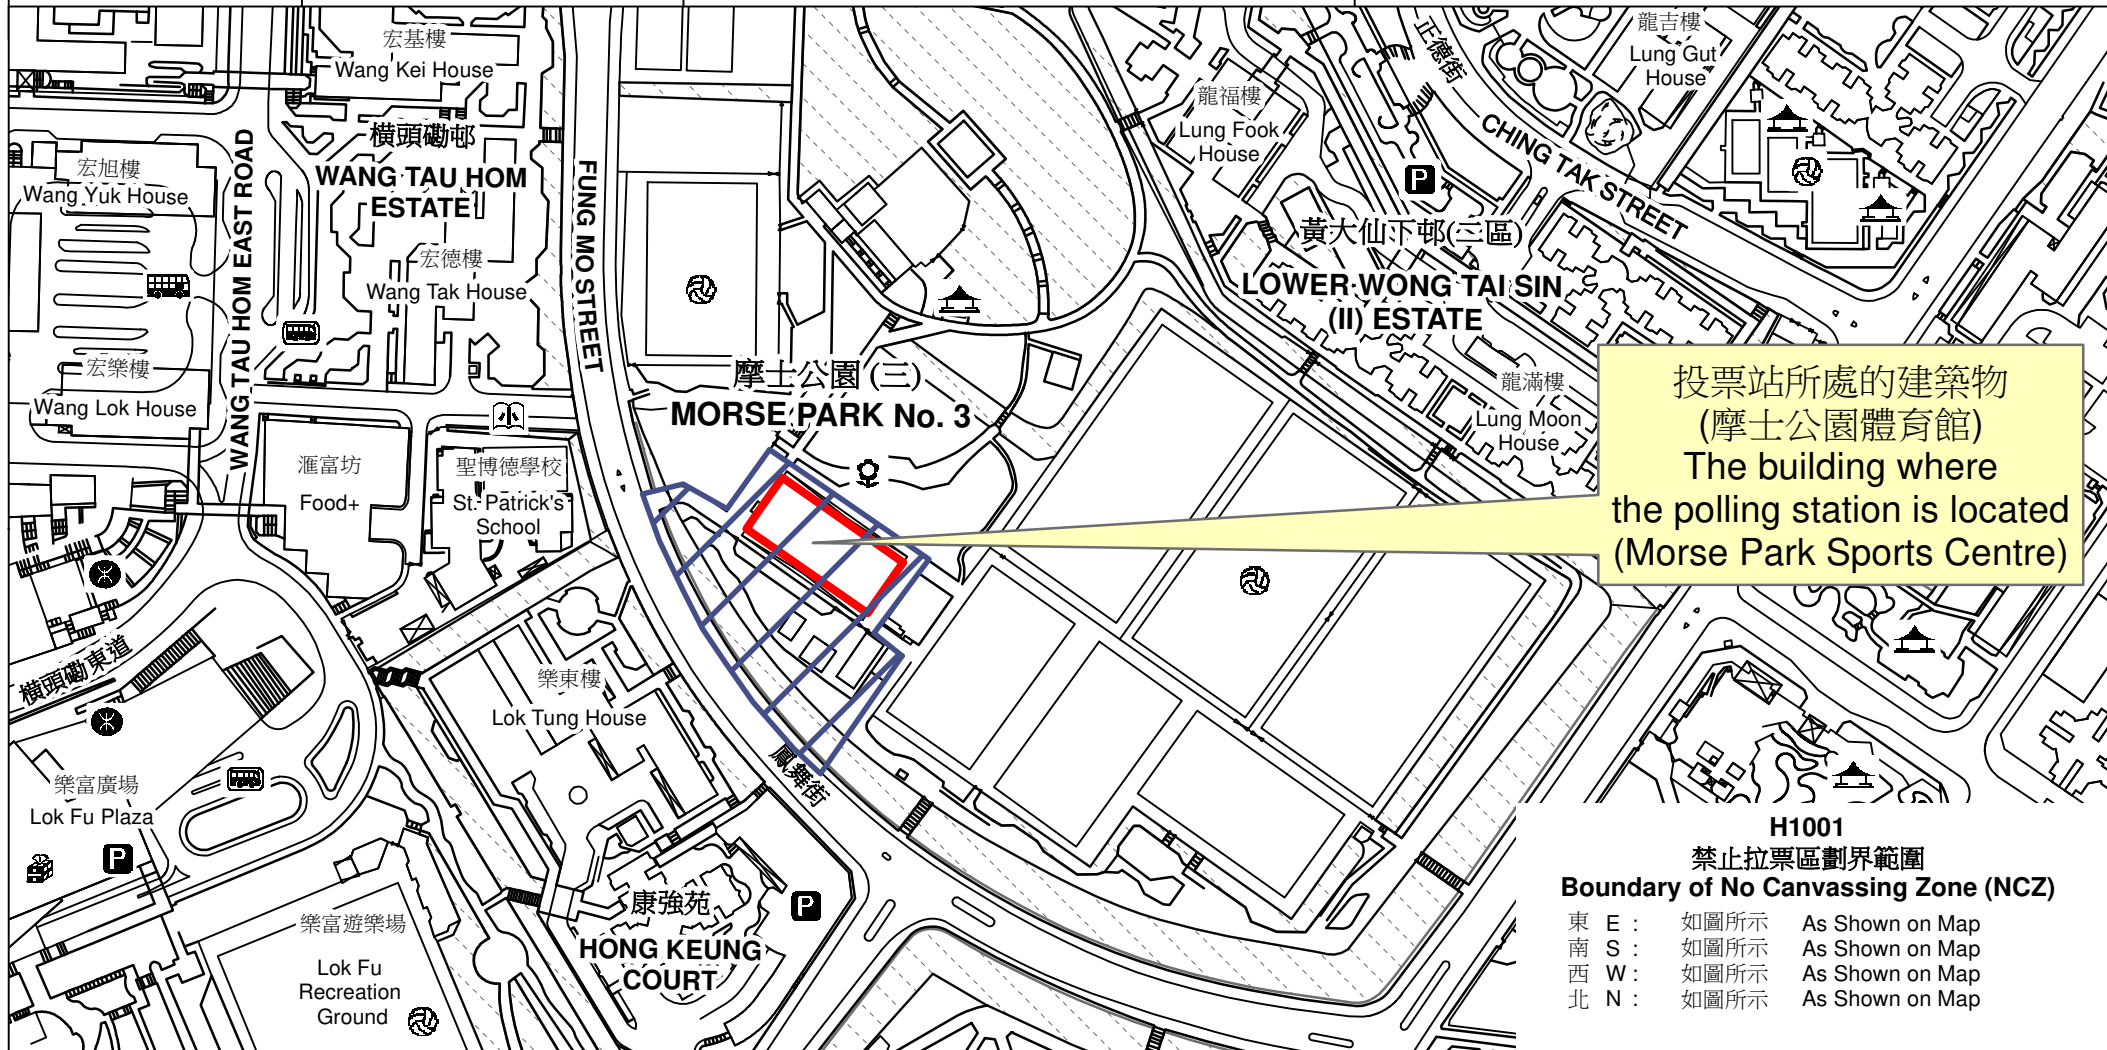 宏基樓
Wang Kei House
橫頭磡邨
WANG TAU HOM
ESTATE
宏旭樓
Wang Yuk House
WANG TAU HOM EAST ROAD
宏德樓
Wang Tak House
宏樂樓
Wang Lok House
FUNG MO STREET
滙富坊
Food+
聖博德學校
St. Patrick's
School
摩士公園 (三)
MORSE PARK No. 3
龍福樓
Lung Fook
House
正德街
CHING TAK STREET
龍吉樓
Lung Gut
House
P
黃大仙下邨(二區)
LOWER WONG TAI SIN
(II) ESTATE
龍滿樓
Lung Moon
House
投票站所處的建築物
(摩士公園體育館)
The building where
the polling station is located
(Morse Park Sports Centre)
橫頭磡東道
樂東樓
Lok Tung House
鳳舞街
樂富廣場
Lok Fu Plaza
P
樂富遊樂場
Lok Fu
Recreation
Ground
康強苑
HONG KEUNG
COURT
P
H1001
禁止拉票區劃界範圍
Boundary of No Canvassing Zone (NCZ)
東 E : 如圖所示 As Shown on Map
南 S : 如圖所示 As Shown on Map
西 W : 如圖所示 As Shown on Map
北 N : 如圖所示 As Shown on Map